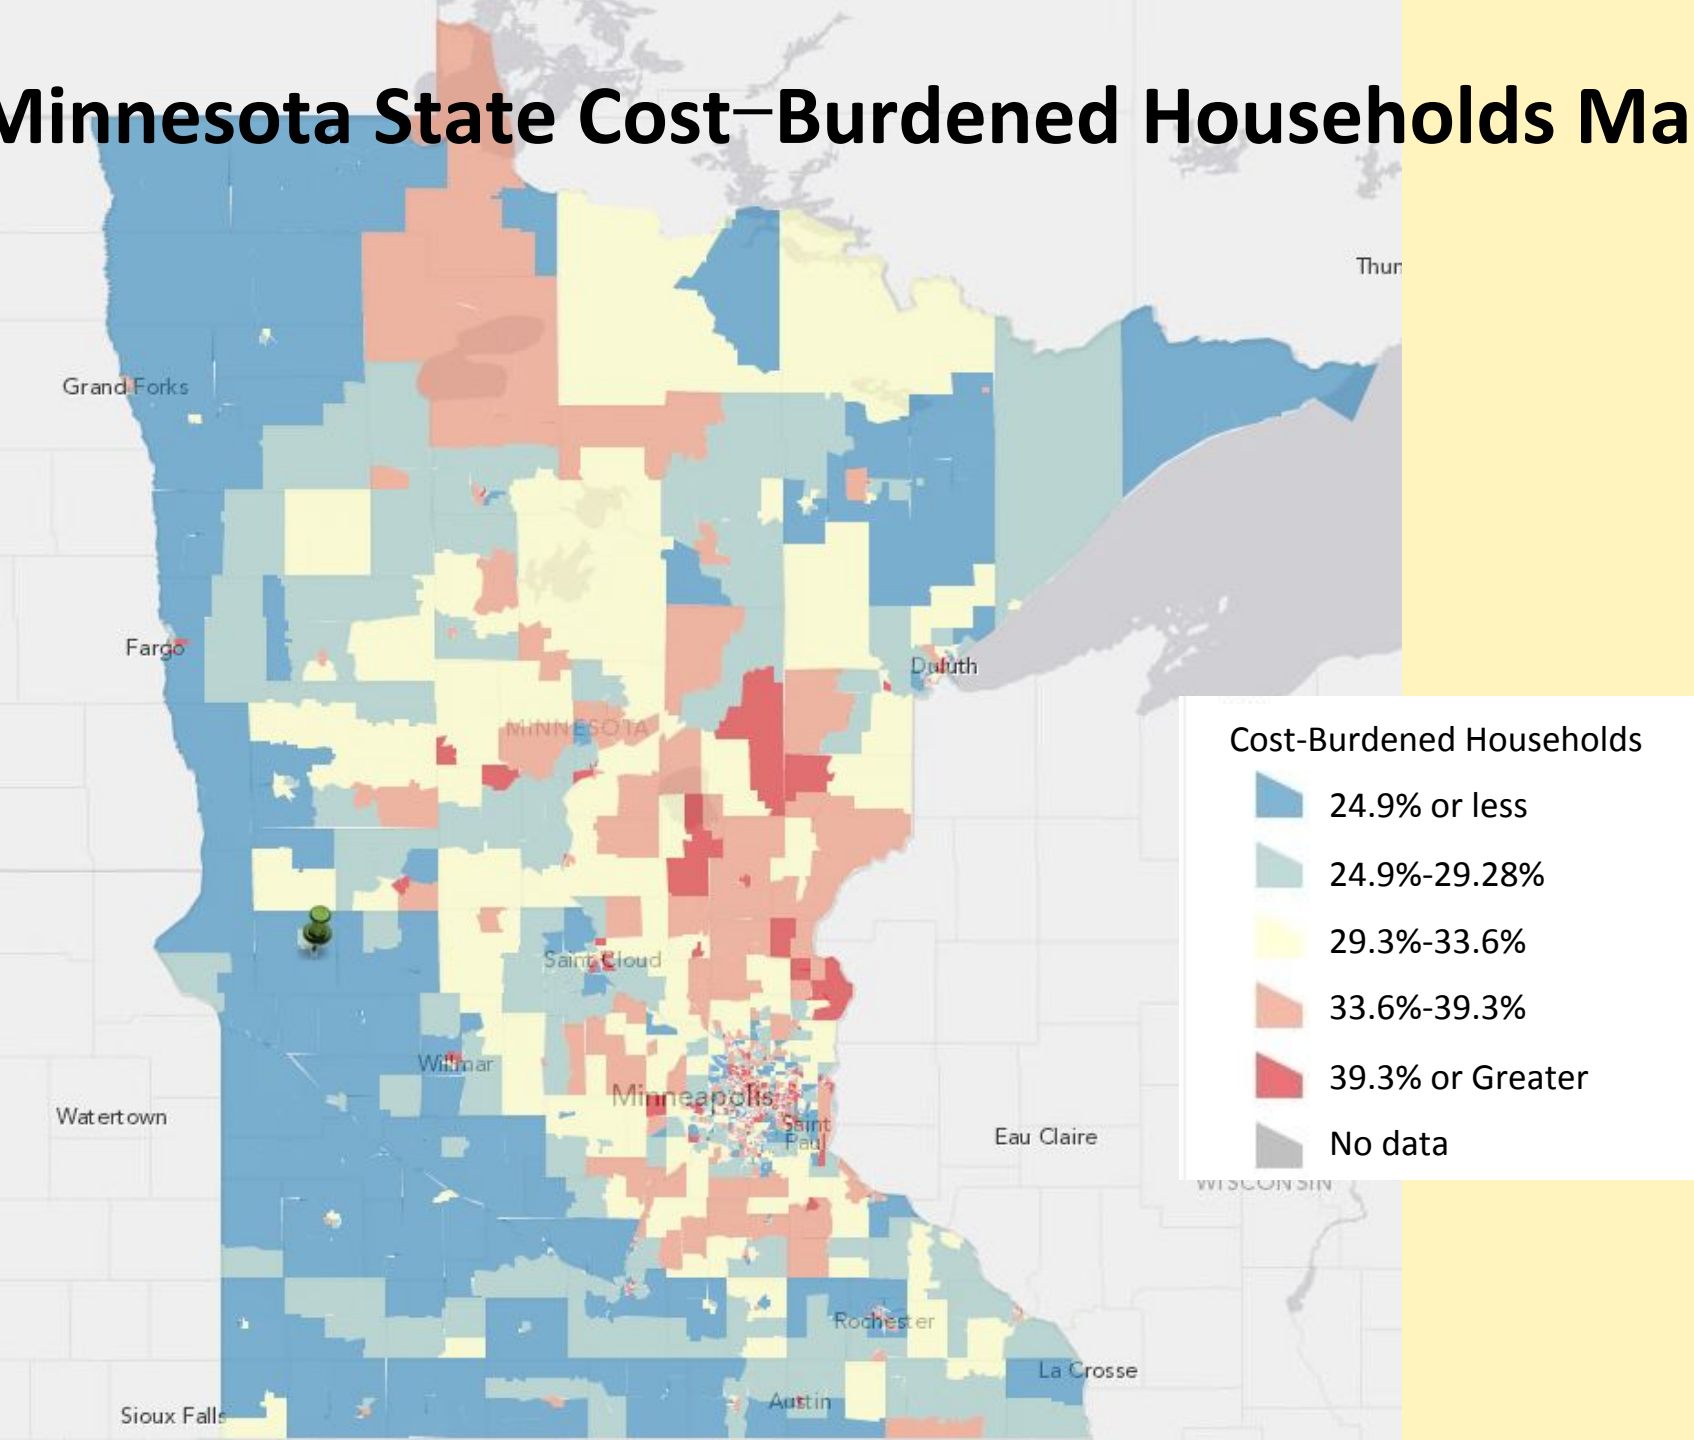 Minnesota State Cost–Burdened Households Ma
Thun
Grand Forks
Fargo
Duluth
MINNESOTA
Cost-Burdened Households
24.9% or less
24.9%-29.28%
29.3%-33.6%
33.6%-39.3%
39.3% or Greater
No data
Saint Cloud
Willmar
Minneapolis
Watertown
Saint
Paul
Eau Claire
WISCONSIN
Rochester
La Crosse
Austin
Sioux Falls